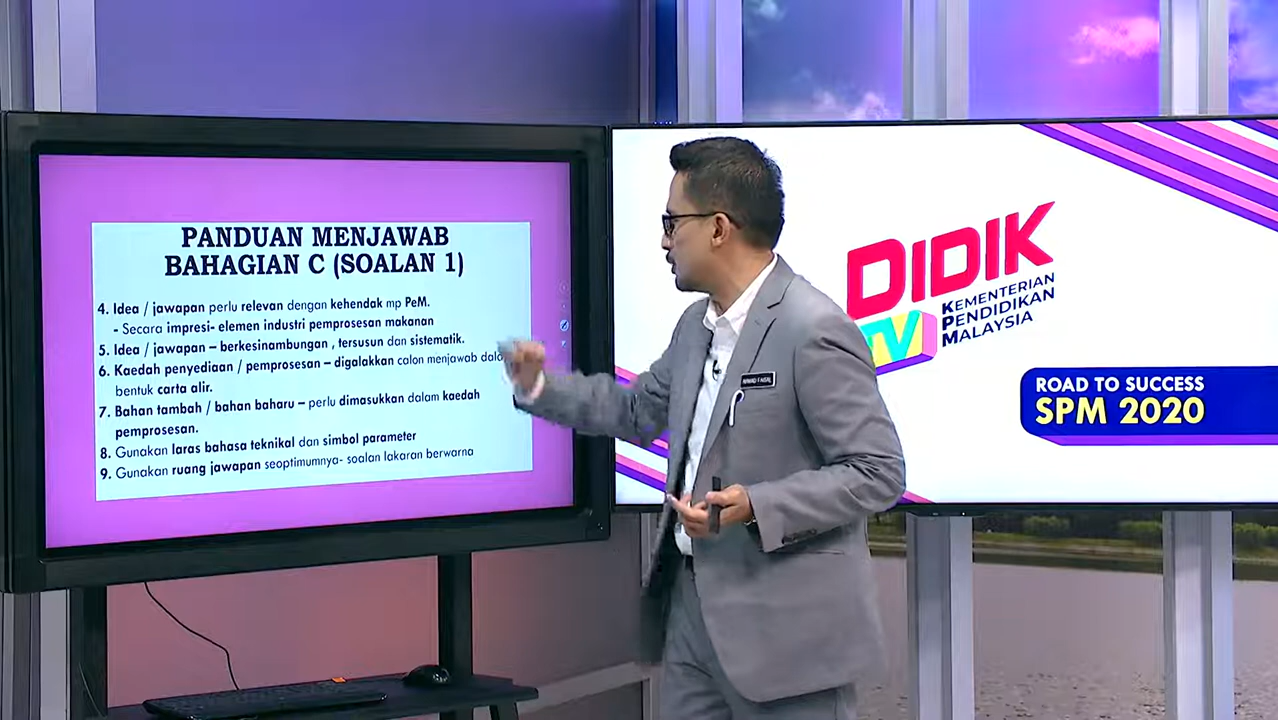 PANDUAN MENJAWAB
BAHAGIAN C (SOALAN 1)
4. Idea / jawapan perlu relevan dengan kehendak mp PeM.
- Secara impresi- elemen industri pemprosesan makanan
5. Idea / jawapan – berkesinambungan , tersusun dan sistematik.
6. Kaedah penyediaan / pemprosesan – digalakkan calon menjawab
bentuk carta alir.
7. Bahan tambah / bahan baharu – perlu dimasukkan dalam kaedah
pemprosesan.
8. Gunakan laras bahasa teknikal dan simbol parameter
9. Gunakan ruang jawapan seoptimumnya- soalan lakaran berwarna
DIDIK
TV
KEMENTERIAN
PENDIDIKAN
MALAYSIA
ROAD TO SUCCESS
SPM 2020